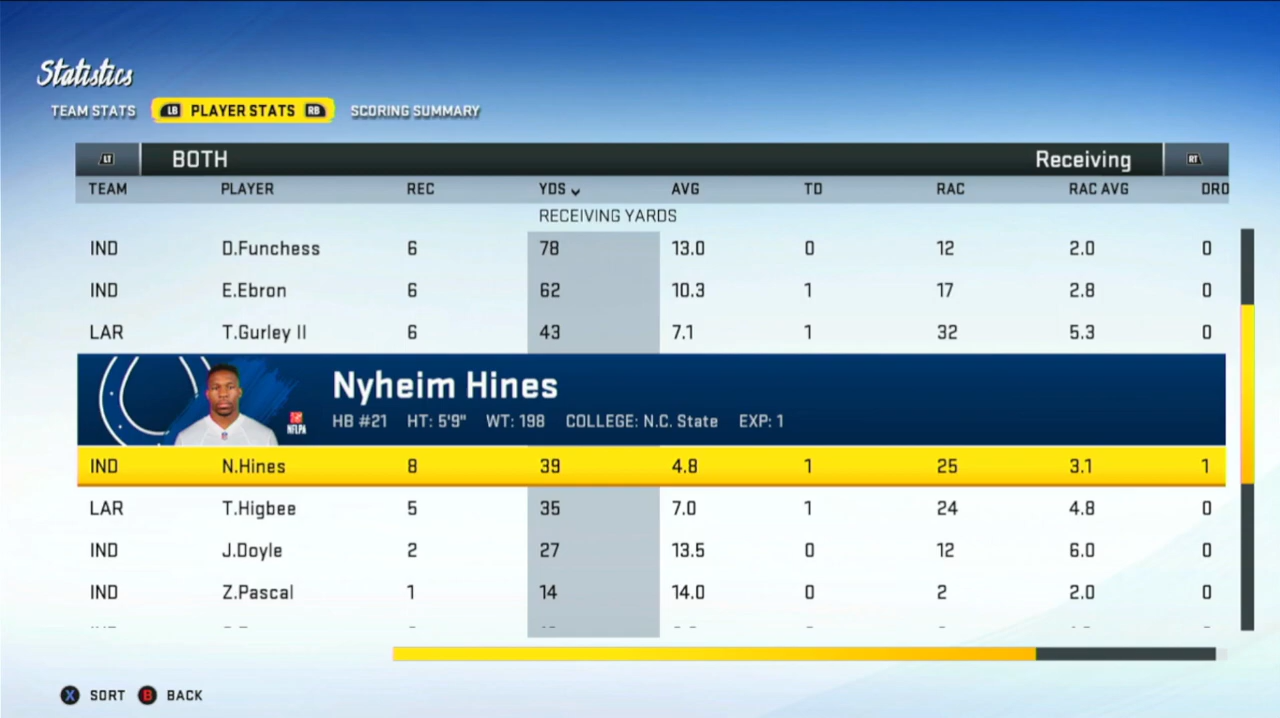 Statistics
TEAM STATS LB PLAYER STATS RB SCORING SUMMARY
LT BOTH Receiving RT
TEAM PLAYER REC YDS AVG TD RAC RAC AVG DRO
RECEIVING YARDS
IND D.Funchess 6 78 13.0 0 12 2.0 0
IND E.Ebron 6 62 10.3 1 17 2.8 0
LAR T.Gurley II 6 43 7.1 1 32 5.3 0
Nyheim Hines
NFLPA HB #21 HT: 5'9" WT: 198 COLLEGE: N.C. State EXP: 1
IND N.Hines 8 39 4.8 1 25 3.1 1
LAR T.Higbee 5 35 7.0 1 24 4.8 0
IND J.Doyle 2 27 13.5 0 12 6.0 0
IND Z.Pascal 1 14 14.0 0 2 2.0 0
X SORT B BACK